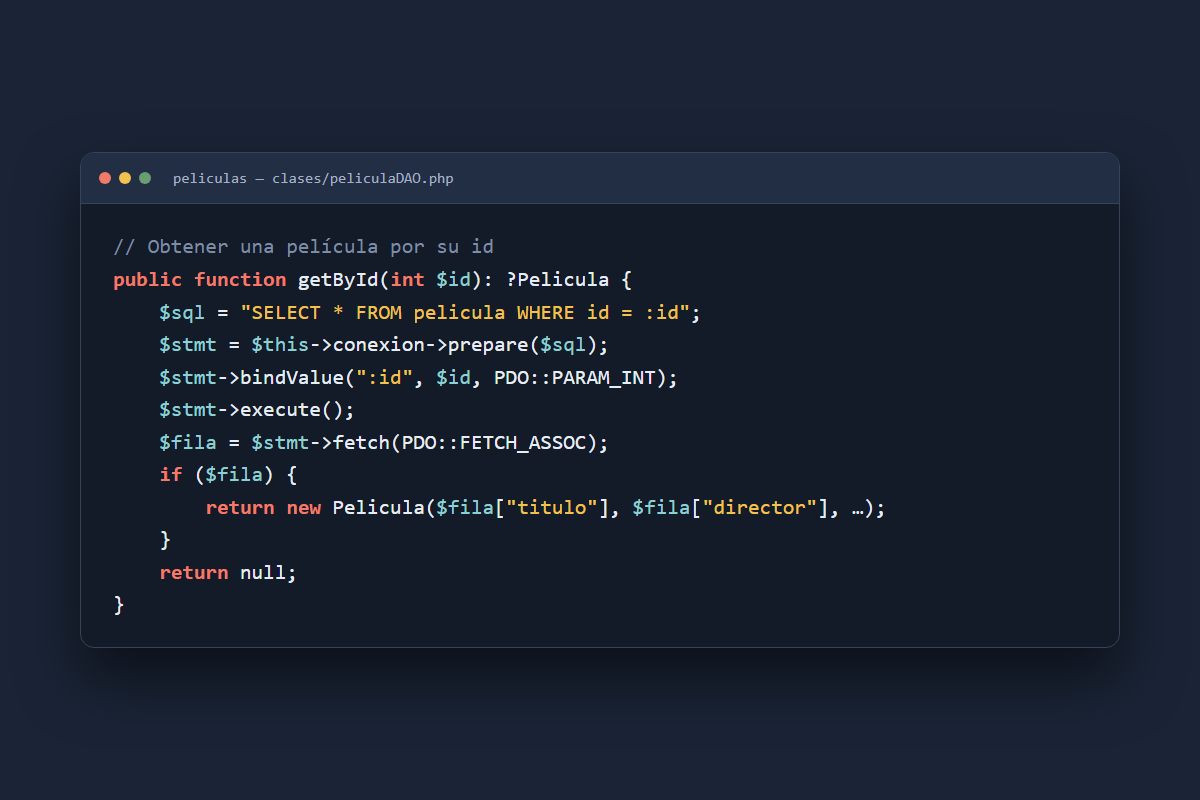 peliculas — clases/peliculaDAO.php
// Obtener una película por su id
public function getById(int $id): ?Pelicula {
    $sql = "SELECT * FROM pelicula WHERE id = :id";
    $stmt = $this->conexion->prepare($sql);
    $stmt->bindValue(":id", $id, PDO::PARAM_INT);
    $stmt->execute();
    $fila = $stmt->fetch(PDO::FETCH_ASSOC);
    if ($fila) {
        return new Pelicula($fila["titulo"], $fila["director"], …);
    }
    return null;
}